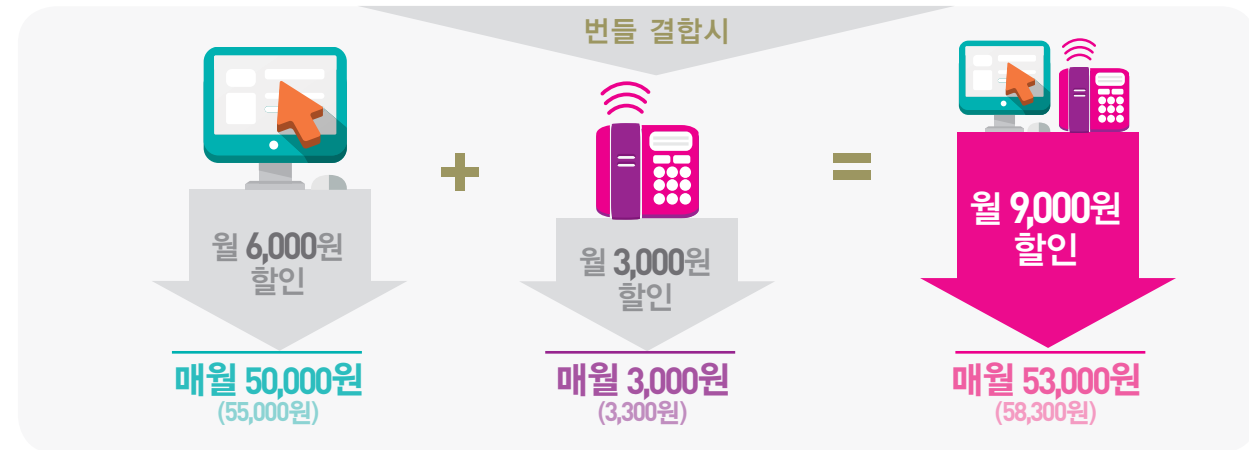 번들 결합시
월 6,000원
할인
매월 50,000원
(55,000원)
+
월 3,000원
할인
매월 3,000원
(3,300원)
=
월 9,000원
할인
매월 53,000원
(58,300원)